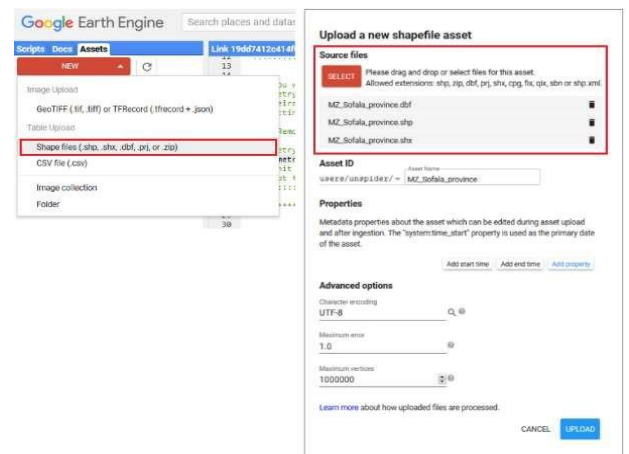 Google Earth Engine
Search places and datas
Scripts Docs Assets
Link 19dd7412c414f
NEW
12
13
14
Image Upload
GeoTIFF (.tif, .tiff) or TFRecord (.tfrecord + .json)
Table Upload
Shape files (.shp, .shx, .dbf, .prj, or .zip)
CSV file (.csv)
Image collection
Folder
29
30
Upload a new shapefile asset
Source files
SELECT
Please drag and drop or select files for this asset.
Allowed extensions: shp, zip, dbf, prj, shx, cpg, fix, qix, sbn or shp.xml.
MZ_Sofala_province.dbf
MZ_Sofala_province.shp
MZ_Sofala_province.shx
Asset ID
users/unspider/
Asset Name
MZ_Sofala_province
Properties
Metadata properties about the asset which can be edited during asset upload
and after ingestion. The "system:time_start" property is used as the primary date
of the asset.
Add start time Add end time Add property
Advanced options
Character encoding
UTF-8
Maximum error
1.0
Maximum vertices
1000000
Learn more about how uploaded files are processed.
CANCEL UPLOAD